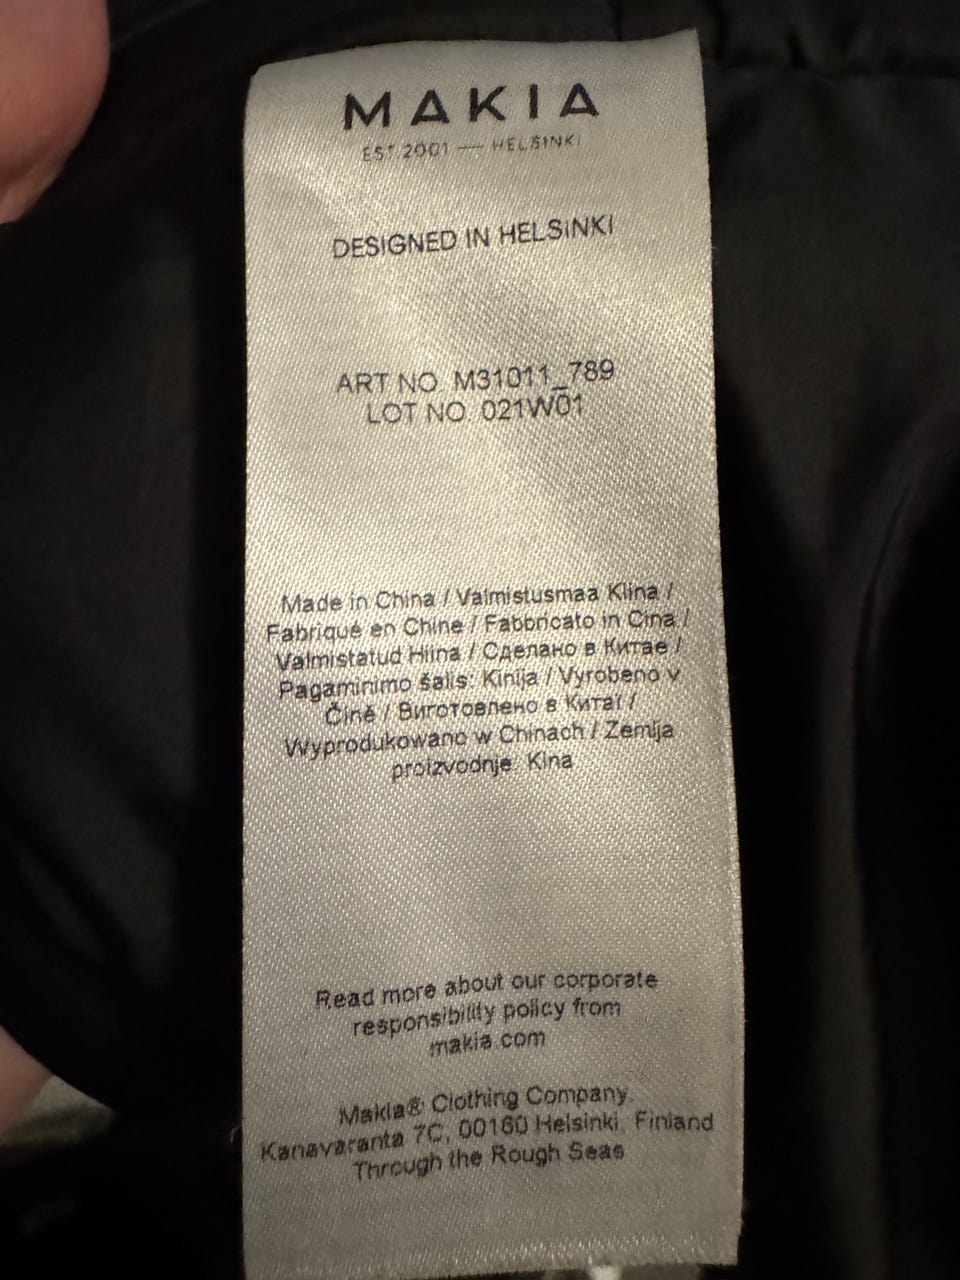 MAKIA
EST. 2001 — HELSINKI
DESIGNED IN HELSINKI
ART NO. M31011_789
LOT NO. 021W01
Made in China / Valmistusmaa Kiina /
Fabriqué en Chine / Fabbricato in Cina /
Valmistatud Hiina / Сделано в Китае /
Pagaminimo šalis: Kinija / Vyrobeno v
Číně / Виготовлено в Китаї /
Wyprodukowano w Chinach / Zemlja
proizvodnje: Kina
Read more about our corporate
responsibility policy from
makia.com
Makia® Clothing Company.
Kanavaranta 7C, 00160 Helsinki, Finland
Through the Rough Seas